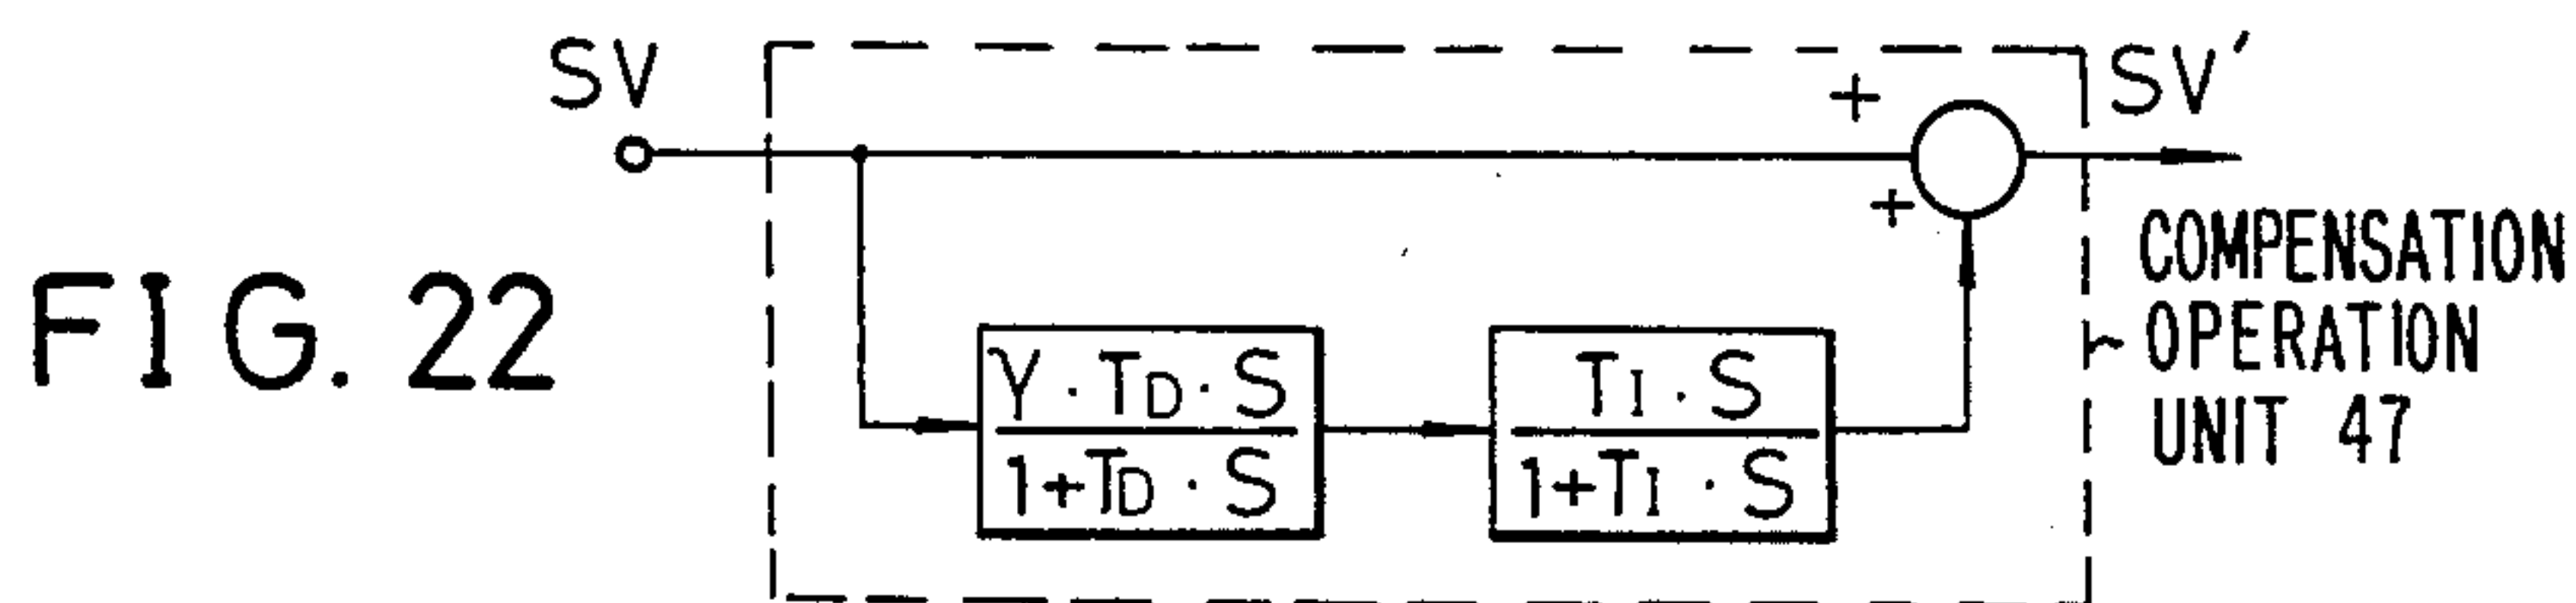 FIG. 22
SV
+
+
SV'
γ · TD · S
1+TD · S
TI · S
1+TI · S
COMPENSATION
OPERATION
UNIT 47